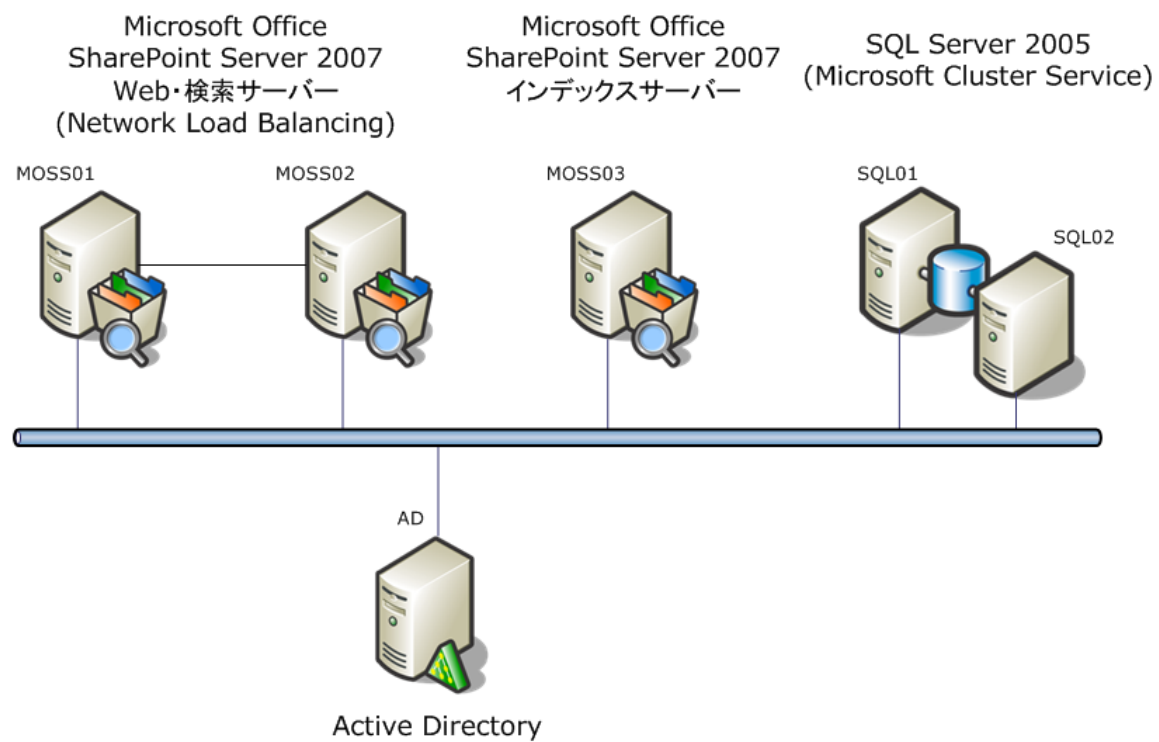 Microsoft Office
SharePoint Server 2007
Web・検索サーバー
(Network Load Balancing)
Microsoft Office
SharePoint Server 2007
インデックスサーバー
SQL Server 2005
(Microsoft Cluster Service)
MOSS01
MOSS02
MOSS03
SQL01
SQL02
AD
Active Directory